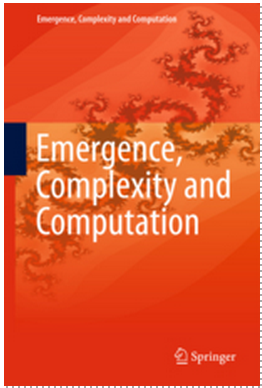 Emergence, Complexity and Computation
Emergence,
Complexity and
Computation
Springer